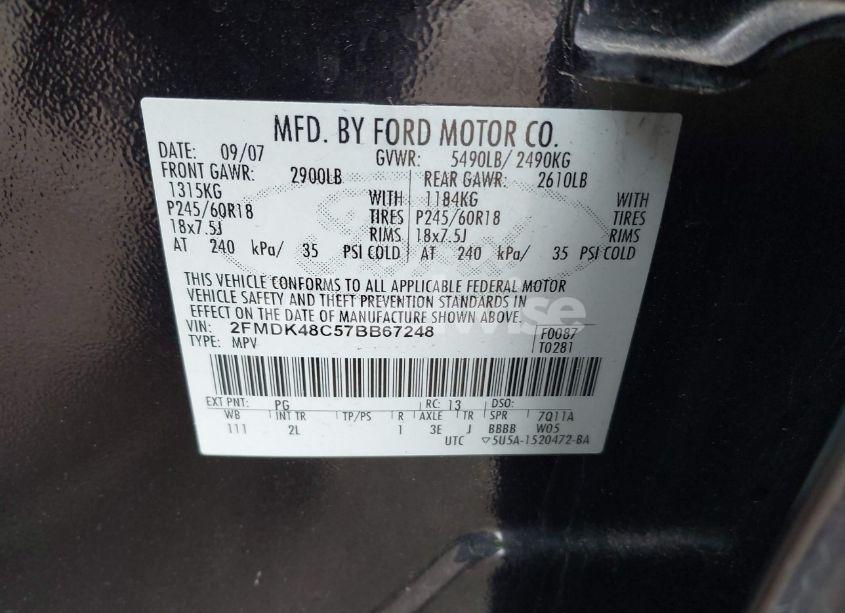 MFD. BY FORD MOTOR CO.
DATE: 09/07 GVWR: 5490LB/ 2490KG
FRONT GAWR: 2900LB REAR GAWR: 2610LB
1315KG WITH 1184KG WITH
P245/60R18 TIRES P245/60R18 TIRES
18x7.5J RIMS 18x7.5J RIMS
AT 240 kPa/ 35 PSI COLD AT 240 kPa/ 35 PSI COLD
THIS VEHICLE CONFORMS TO ALL APPLICABLE FEDERAL MOTOR
VEHICLE SAFETY AND THEFT PREVENTION STANDARDS IN
EFFECT ON THE DATE OF MANUFACTURE SHOWN ABOVE.
VIN: 2FMDK48C57BB67248 F0087
TYPE: MPV T0281
EXT PNT: PG RC: 13 DSO:
WB INT TR TP/PS R AXLE TR SPR 7Q11A
111 2L 1 3E J BBBB W05
UTC ▽5U5A-1520472-BA